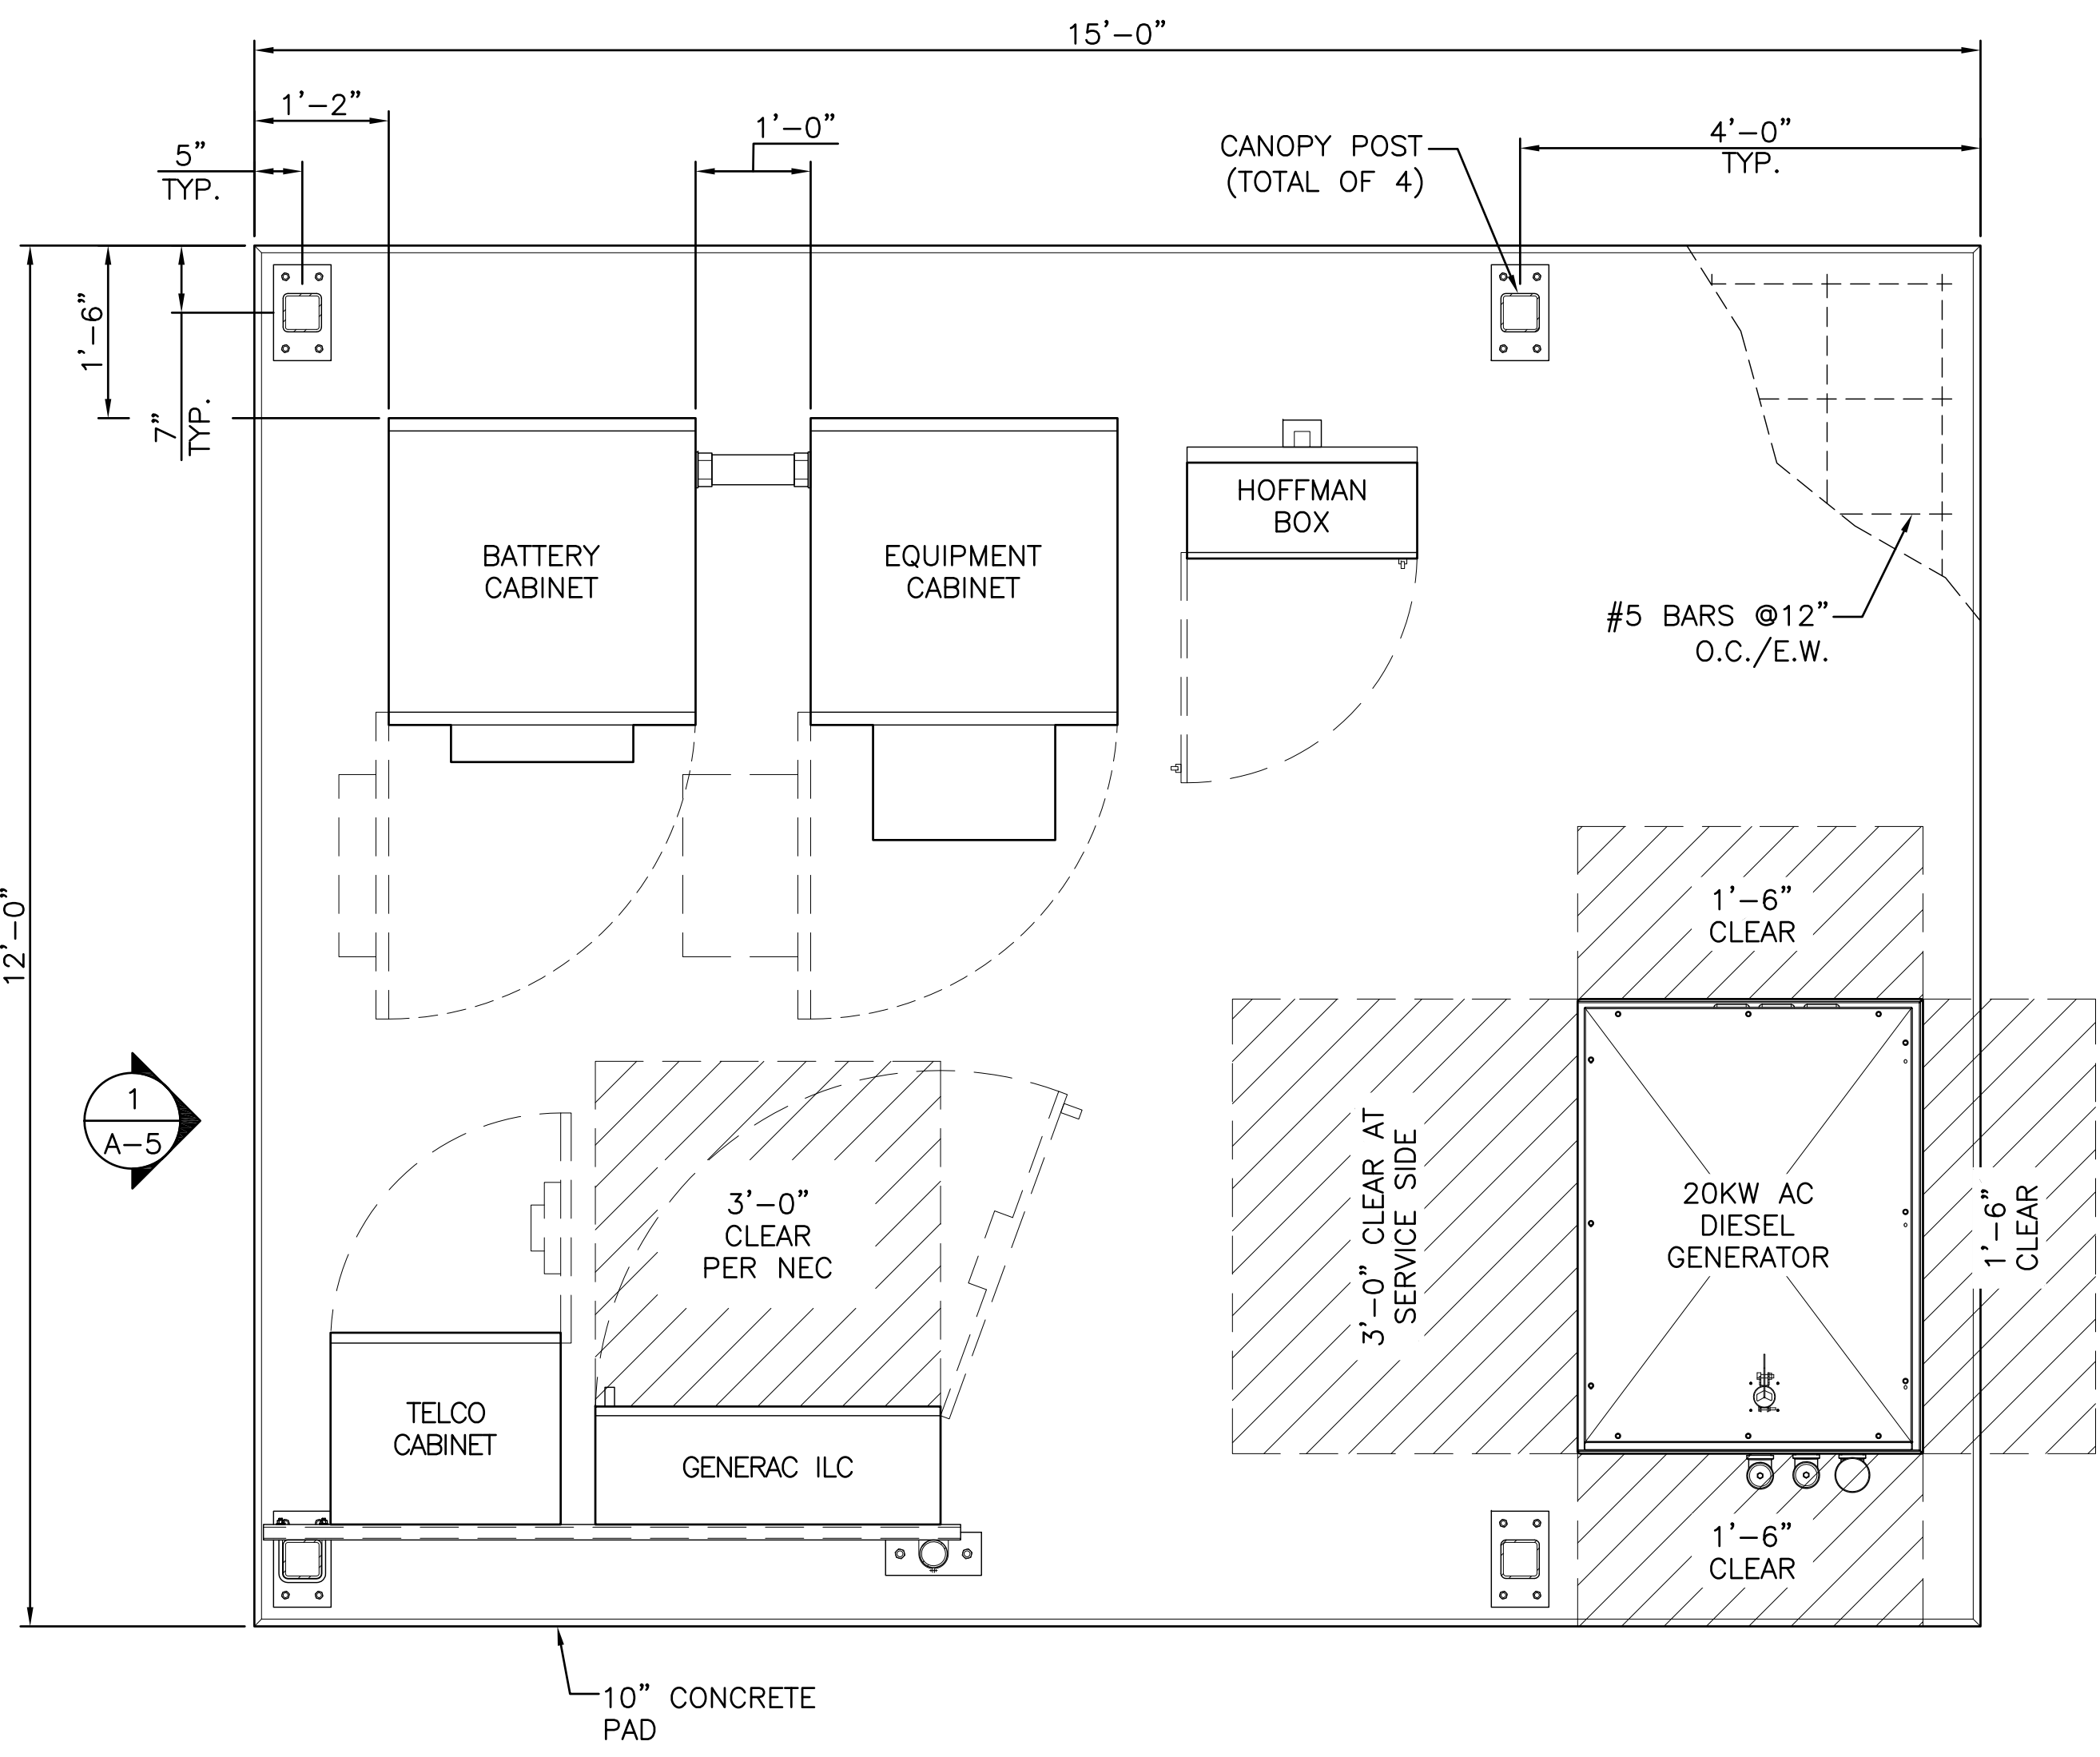 15'-0"
1'-2"
1'-0"
5"
TYP.
CANOPY POST
(TOTAL OF 4)
4'-0"
TYP.
1'-6"
7"
TYP.
12'-0"
BATTERY
CABINET
EQUIPMENT
CABINET
HOFFMAN
BOX
#5 BARS @12"
O.C./E.W.
1'-6"
CLEAR
1
A-5
3'-0"
CLEAR
PER NEC
3'-0" CLEAR AT
SERVICE SIDE
20KW AC
DIESEL
GENERATOR
1'-6"
CLEAR
TELCO
CABINET
GENERAC ILC
1'-6"
CLEAR
10" CONCRETE
PAD